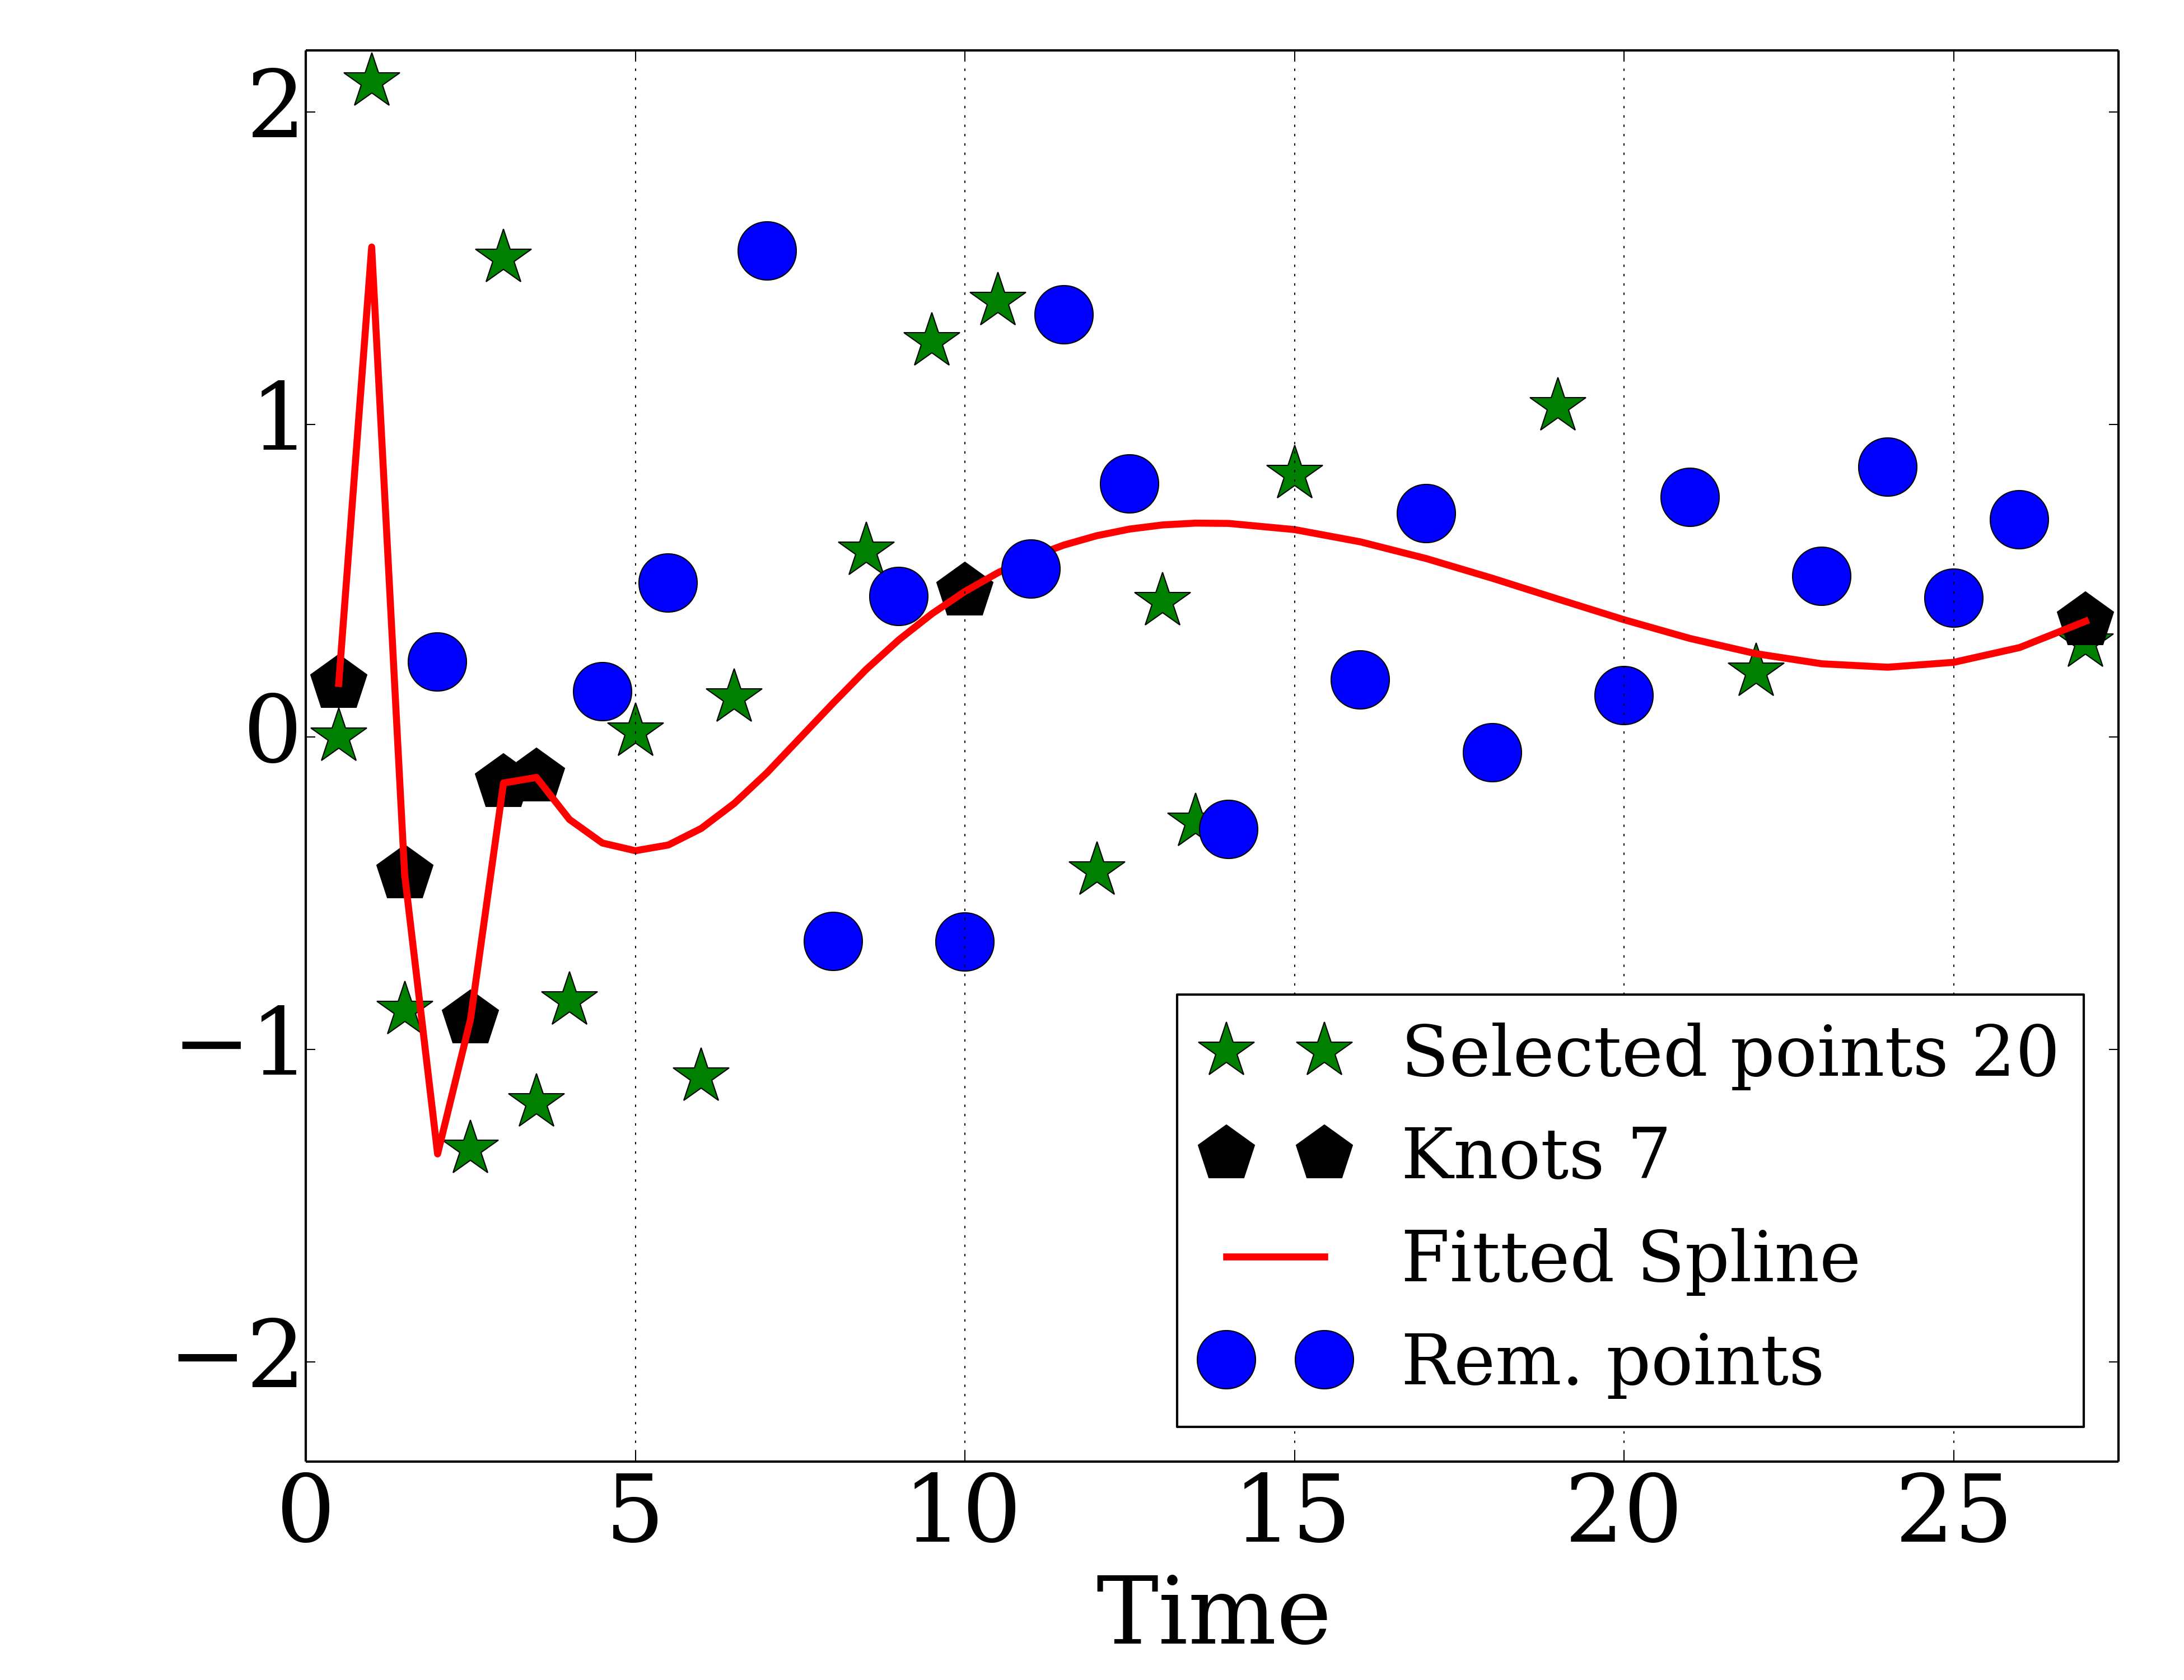 2
1
0
−1
−2
0 5 10 15 20 25
Time
Selected points 20
Knots 7
Fitted Spline
Rem. points